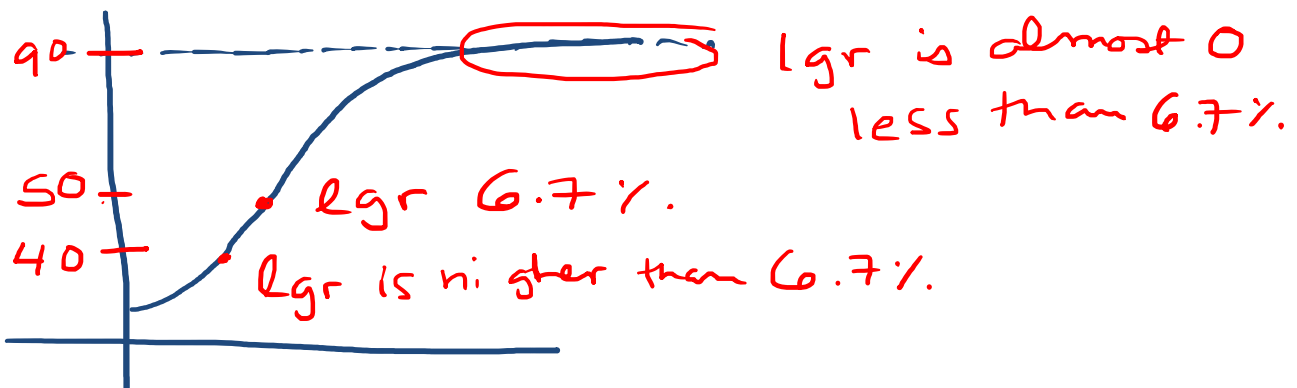 90
lgr is almost 0
less than 6.7%.
50
lgr 6.7%.
40
lgr is higher than 6.7%.